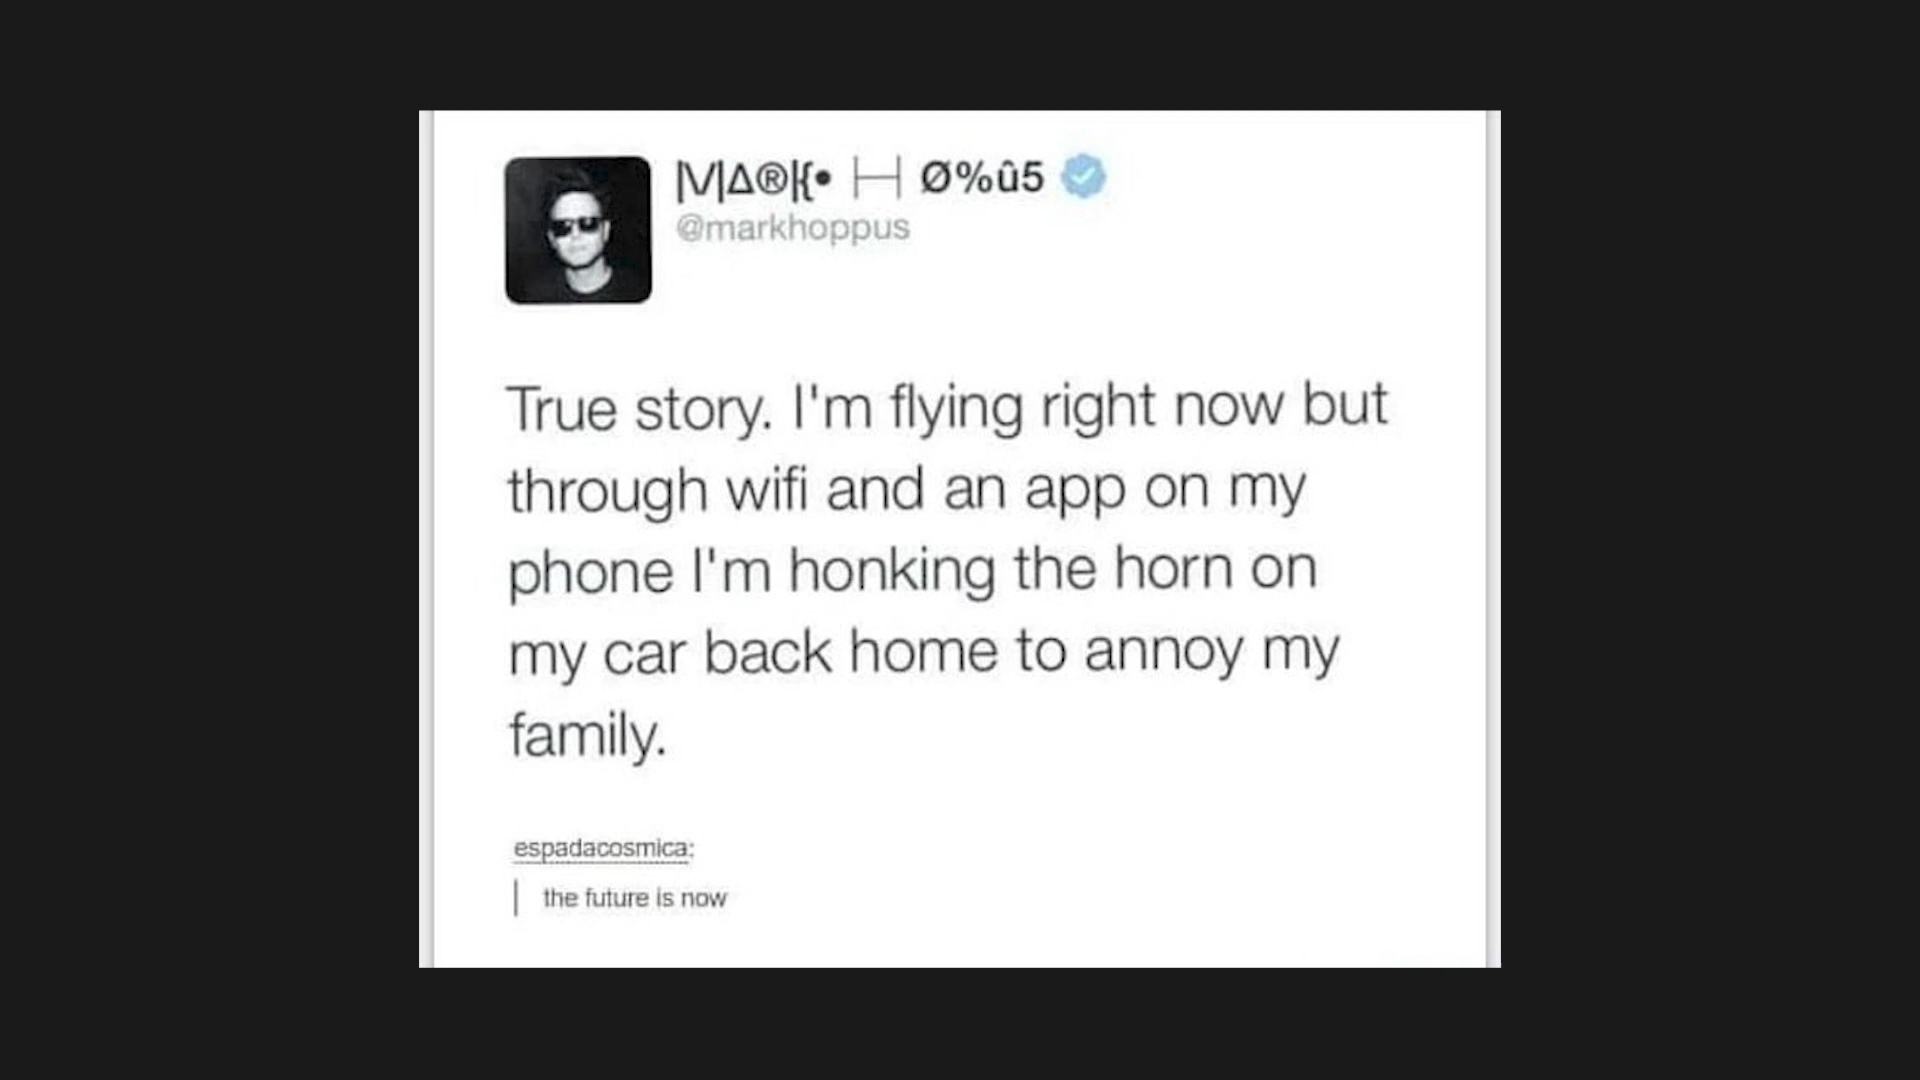 |V|∆®|{• |—| Ø%û5
@markhoppus
True story. I'm flying right now but
through wifi and an app on my
phone I'm honking the horn on
my car back home to annoy my
family.
espadacosmica:
the future is now